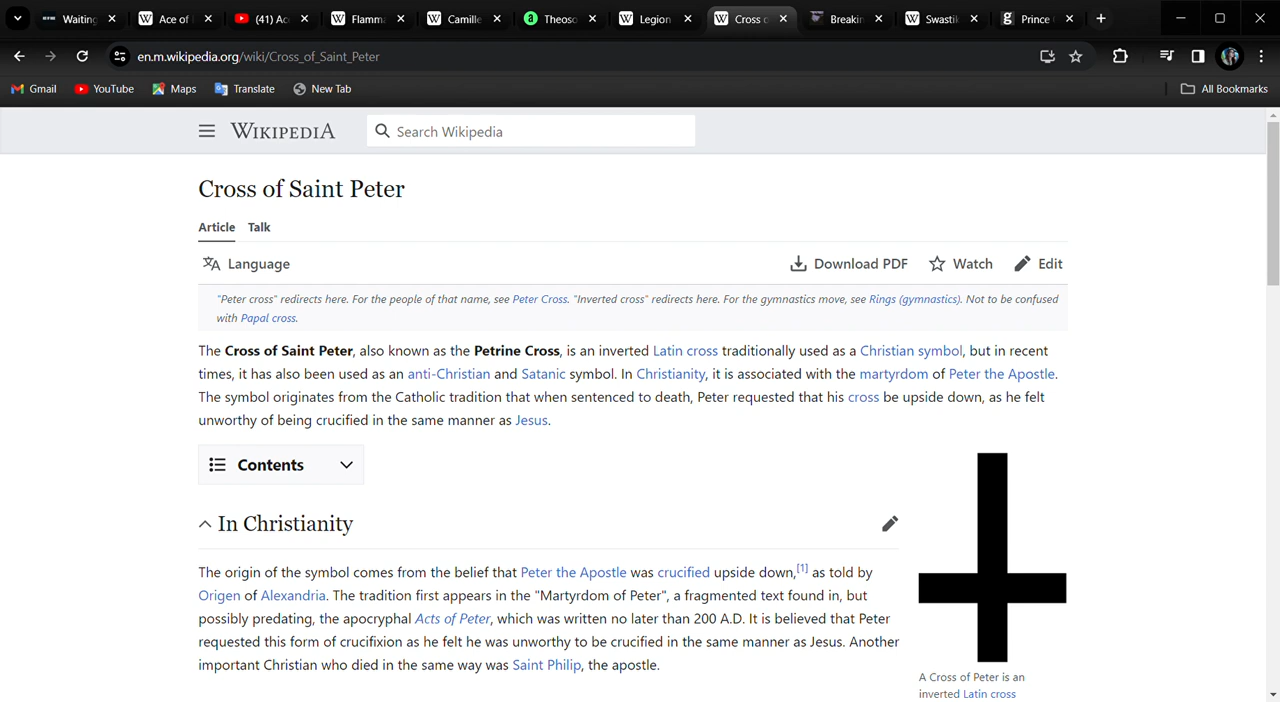 Waiting
Ace of
(41) Ac
Flamm
Camille
Theoso
Legion
Cross o
Breakin
Swastik
Prince
en.m.wikipedia.org/wiki/Cross_of_Saint_Peter
Gmail YouTube Maps Translate New Tab All Bookmarks
WIKIPEDIA
Search Wikipedia
Cross of Saint Peter
Article Talk
Language Download PDF Watch Edit
"Peter cross" redirects here. For the people of that name, see Peter Cross. "Inverted cross" redirects here. For the gymnastics move, see Rings (gymnastics). Not to be confused
with Papal cross.
The Cross of Saint Peter, also known as the Petrine Cross, is an inverted Latin cross traditionally used as a Christian symbol, but in recent
times, it has also been used as an anti-Christian and Satanic symbol. In Christianity, it is associated with the martyrdom of Peter the Apostle.
The symbol originates from the Catholic tradition that when sentenced to death, Peter requested that his cross be upside down, as he felt
unworthy of being crucified in the same manner as Jesus.
Contents
In Christianity
The origin of the symbol comes from the belief that Peter the Apostle was crucified upside down,[1] as told by
Origen of Alexandria. The tradition first appears in the "Martyrdom of Peter", a fragmented text found in, but
possibly predating, the apocryphal Acts of Peter, which was written no later than 200 A.D. It is believed that Peter
requested this form of crucifixion as he felt he was unworthy to be crucified in the same manner as Jesus. Another
important Christian who died in the same way was Saint Philip, the apostle.
A Cross of Peter is an
inverted Latin cross